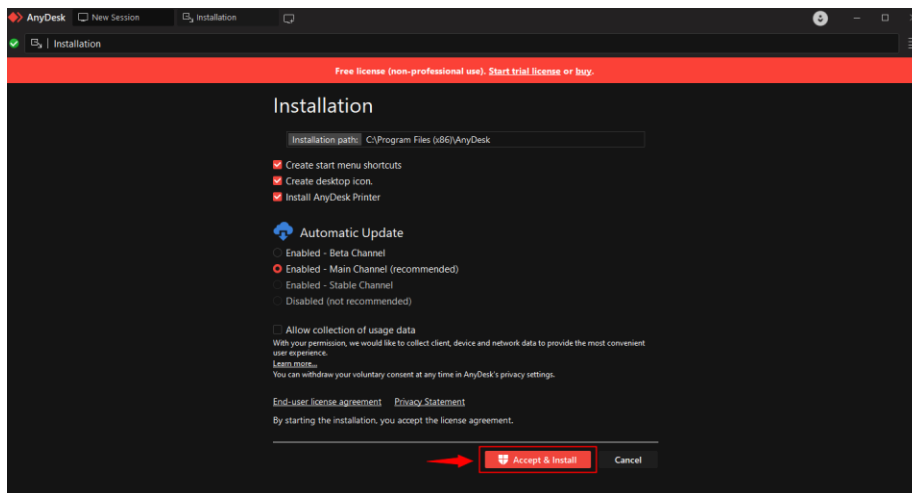 AnyDesk New Session Installation
Installation
Free license (non-professional use). Start trial license or buy.
Installation
Installation path: C:\Program Files (x86)\AnyDesk
Create start menu shortcuts
Create desktop icon.
Install AnyDesk Printer
Automatic Update
Enabled - Beta Channel
Enabled - Main Channel (recommended)
Enabled - Stable Channel
Disabled (not recommended)
Allow collection of usage data
With your permission, we would like to collect client, device and network data to provide the most convenient
user experience.
Learn more...
You can withdraw your voluntary consent at any time in AnyDesk's privacy settings.
End-user license agreement Privacy Statement
By starting the installation, you accept the license agreement.
Accept & Install Cancel